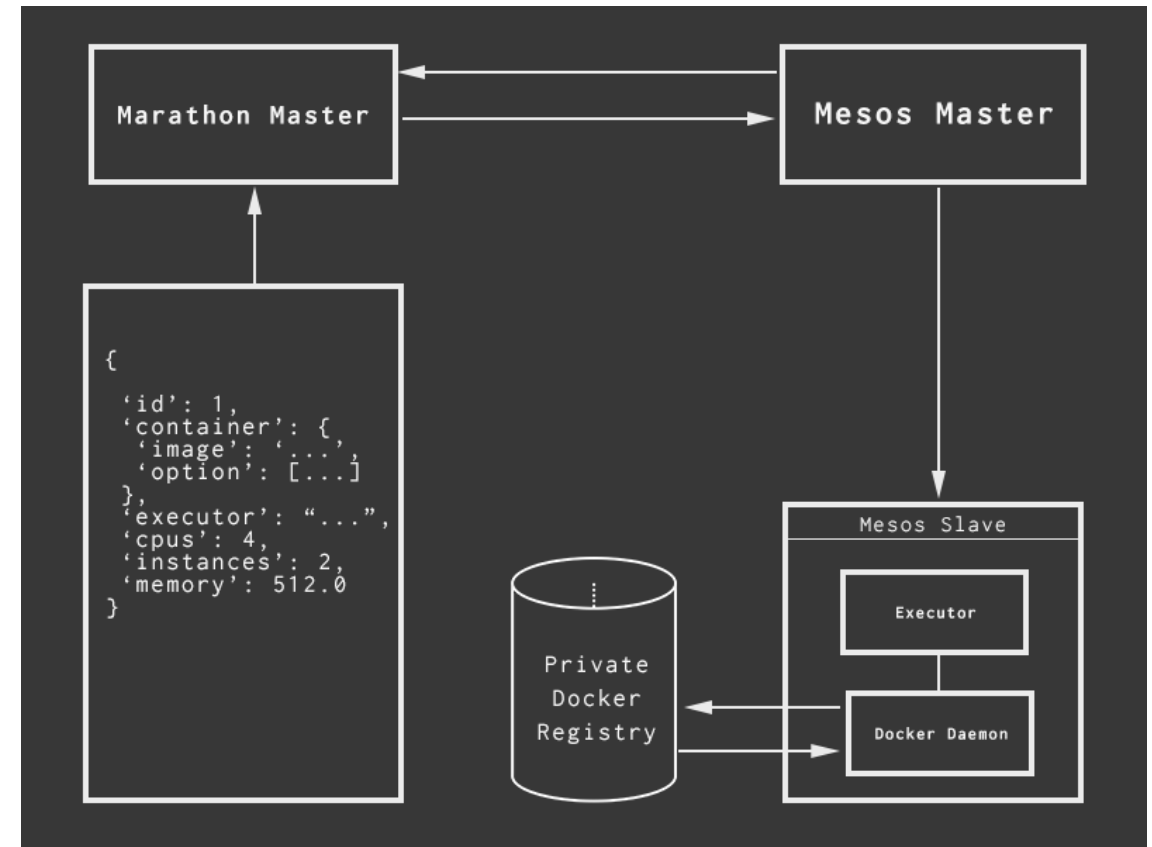 Marathon Master
Mesos Master
{
‘id’: 1,
‘container’: {
‘image’: ‘...’,
‘option’: [...]
},
‘executor’: “...”,
‘cpus’: 4,
‘instances’: 2,
‘memory’: 512.0
}
Mesos Slave
Executor
Private
Docker
Registry
Docker Daemon